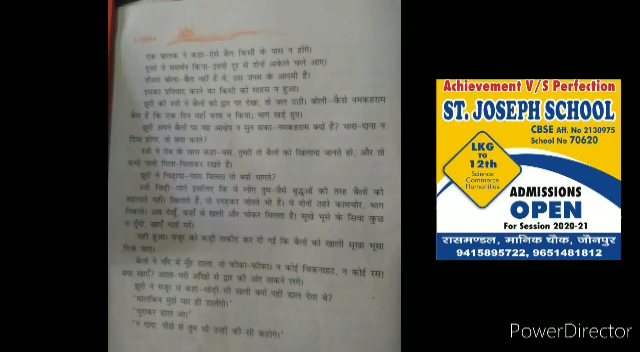 एक बालक ने कहा-ऐसे बैल किसी के पास न होंगे।
दूसरे ने समर्थन किया-इतनी दूर से दोनों अकेले चले आए।
तीसरा बोला-बैल नहीं हैं वे, उस जनम के आदमी हैं।
इसका प्रतिवाद करने का किसी को साहस न हुआ।
झूरी की स्त्री ने बैलों को द्वार पर देखा, तो जल उठी। बोली-कैसे नमकहराम
बैल हैं कि एक दिन वहाँ काम न किया; भाग खड़े हुए।
झूरी अपने बैलों पर यह आक्षेप न सुन सका-नमकहराम क्यों हैं? चारा-दाना न
दिया होगा, तो क्या करते?
स्त्री ने रोब के साथ कहा-बस, तुम्हीं तो बैलों को खिलाना जानते हो, और तो
सभी पानी पिला-पिलाकर रखते हैं।
झूरी ने चिढ़ाया-चारा मिलता तो क्यों भागते?
स्त्री चिढ़ी-भागे इसलिए कि वे लोग तुम-जैसे बुद्धुओं की तरह बैलों को
सहलाते नहीं। खिलाते हैं, तो रगड़कर जोतते भी हैं। ये दोनों ठहरे कामचोर, भाग
निकले। अब देखूँ, कहाँ से खली और चोकर मिलता है। सूखे भूसे के सिवा कुछ
न दूँगी, खाएँ चाहे मरें।
वही हुआ। मजूर को कड़ी ताकीद कर दी गई कि बैलों को खाली सूखा भूसा
दिया जाए।
बैलों ने नाँद में मुँह डाला, तो फीका-फीका। न कोई चिकनाहट, न कोई रस!
क्या खाएँ? आशा भरी आँखों से द्वार की ओर ताकने लगे।
झूरी ने मजूर से कहा-थोड़ी-सी खली क्यों नहीं डाल देता बे?
'मालकिन मुझे मार ही डालेंगी।'
'चुराकर डाल आ।'
'न दादा, पीछे से तुम भी उन्हीं की-सी कहोगे।'
Achievement V/S Perfection
ST. JOSEPH SCHOOL
CBSE Aff. No 2130975
School No 70620
LKG
TO
12th
Science
Commerce
Humanities
ADMISSIONS
OPEN
For Session 2020-21
रासमण्डल, मानिक चौक, जौनपुर
9415895722, 9651481812
PowerDirector